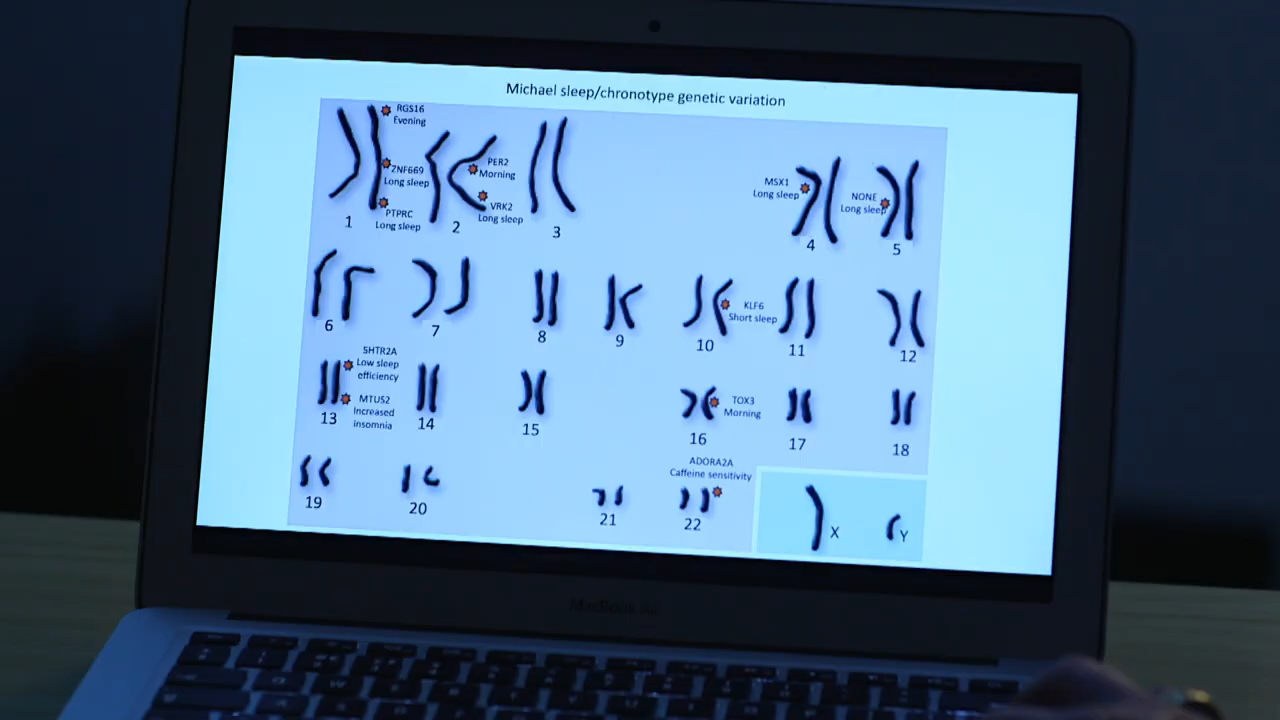 Michael sleep/chronotype genetic variation
RGS16
Evening
ZNF669
Long sleep
PTPRC
Long sleep
PER2
Morning
VRK2
Long sleep
MSX1
Long sleep
NONE
Long sleep
1
2
3
4
5
KLF6
Short sleep
6
7
8
9
10
11
12
5HTR2A
Low sleep
efficiency
MTUS2
Increased
insomnia
TOX3
Morning
13
14
15
16
17
18
ADORA2A
Caffeine sensitivity
19
20
21
22
X
Y
MacBook Air